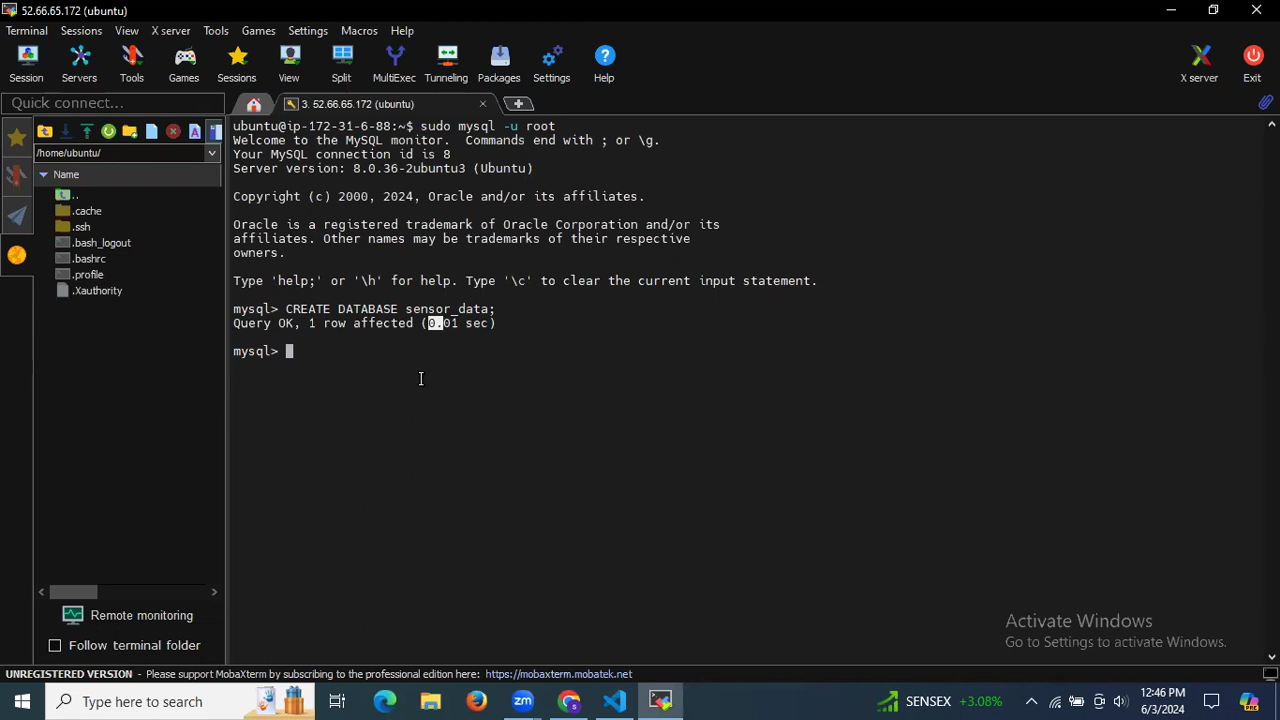 52.66.65.172 (ubuntu)
Terminal Sessions View X server Tools Games Settings Macros Help
Session Servers Tools Games Sessions View Split MultiExec Tunneling Packages Settings Help X server Exit
Quick connect...
3. 52.66.65.172 (ubuntu)
/home/ubuntu/
Name
..
.cache
.ssh
.bash_logout
.bashrc
.profile
.Xauthority
Remote monitoring
Follow terminal folder
ubuntu@ip-172-31-6-88:~$ sudo mysql -u root
Welcome to the MySQL monitor.  Commands end with ; or \g.
Your MySQL connection id is 8
Server version: 8.0.36-2ubuntu3 (Ubuntu)
Copyright (c) 2000, 2024, Oracle and/or its affiliates.
Oracle is a registered trademark of Oracle Corporation and/or its
affiliates. Other names may be trademarks of their respective
owners.
Type 'help;' or '\h' for help. Type '\c' to clear the current input statement.
mysql> CREATE DATABASE sensor_data;
Query OK, 1 row affected (0.01 sec)
mysql>
Activate Windows
Go to Settings to activate Windows.
UNREGISTERED VERSION - Please support MobaXterm by subscribing to the professional edition here: https://mobaxterm.mobatek.net
Type here to search
zm
SENSEX +3.08%
12:46 PM
6/3/2024
PRE